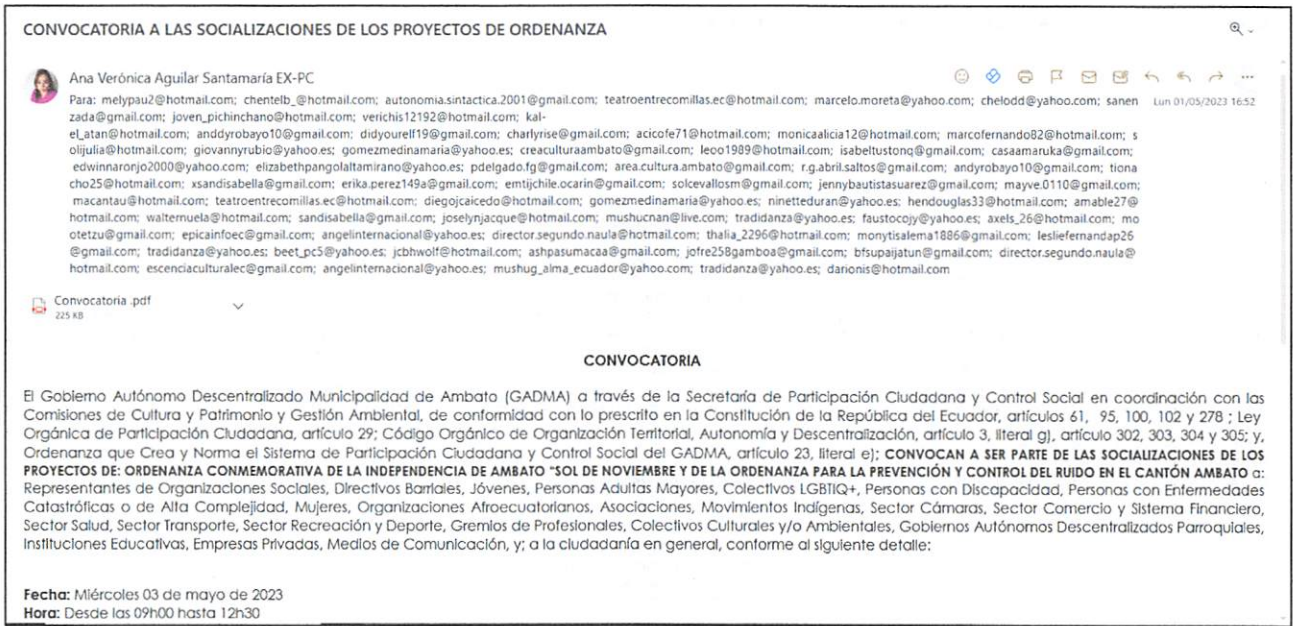 CONVOCATORIA A LAS SOCIALIZACIONES DE LOS PROYECTOS DE ORDENANZA
Ana Verónica Aguilar Santamaría EX-PC
Para: melypau2@hotmail.com; chentelb_@hotmail.com; autonomia.sintactica.2001@gmail.com; teatroentrecomillas.ec@hotmail.com; marcelo.moreta@yahoo.com; chelodd@yahoo.com; sanen
Lun 01/05/2023 16:52
zada@gmail.com; joven_pichinchano@hotmail.com; verichis12192@hotmail.com; kal-
el_atan@hotmail.com; anddyrobayo10@gmail.com; didyourelf19@gmail.com; charlyrise@gmail.com; acicofe71@hotmail.com; monicaalicia12@hotmail.com; marcofernando82@hotmail.com; s
olijulia@hotmail.com; giovannyrubio@yahoo.es; gomezmedinamaria@yahoo.es; creaculturaambato@gmail.com; leoo1989@hotmail.com; isabeltustonq@gmail.com; casaamaruka@gmail.com;
edwinnaronjo2000@yahoo.com; elizabethpangolaltamirano@yahoo.es; pdelgado.fg@gmail.com; area.cultura.ambato@gmail.com; r.g.abril.saltos@gmail.com; andyrobayo10@gmail.com; tiona
cho25@hotmail.com; xsandisabella@gmail.com; erika.perez149a@gmail.com; emtijchile.ocarin@gmail.com; solcevallosm@gmail.com; jennybautistasuarez@gmail.com; mayve.0110@gmail.com;
macantau@hotmail.com; teatroentrecomillas.ec@hotmail.com; diegojcaicedo@hotmail.com; gomezmedinamaria@yahoo.es; ninetteduran@yahoo.es; hendouglas33@hotmail.com; amable27@
hotmail.com; walternuela@hotmail.com; sandisabella@gmail.com; joselynjacque@hotmail.com; mushucnan@live.com; tradidanza@yahoo.es; faustocojy@yahoo.es; axels_26@hotmail.com; mo
otetzu@gmail.com; epicainfoec@gmail.com; angelinternacional@yahoo.es; director.segundo.naula@hotmail.com; thalia_2296@hotmail.com; monytisalema1886@gmail.com; lesliefernandap26
@gmail.com; tradidanza@yahoo.es; beet_pc5@yahoo.es; jcbhwolf@hotmail.com; ashpasumacaa@gmail.com; jofre258gamboa@gmail.com; bfsupaijatun@gmail.com; director.segundo.naula@
hotmail.com; escenciaculturalec@gmail.com; angelinternacional@yahoo.es; mushug_alma_ecuador@yahoo.com; tradidanza@yahoo.es; darionis@hotmail.com
Convocatoria .pdf
225 KB
CONVOCATORIA
El Gobierno Autónomo Descentralizado Municipalidad de Ambato (GADMA) a través de la Secretaría de Participación Ciudadana y Control Social en coordinación con las
Comisiones de Cultura y Patrimonio y Gestión Ambiental, de conformidad con lo prescrito en la Constitución de la República del Ecuador, artículos 61, 95, 100, 102 y 278 ; Ley
Orgánica de Participación Ciudadana, artículo 29; Código Orgánico de Organización Territorial, Autonomía y Descentralización, artículo 3, literal g), artículo 302, 303, 304 y 305; y,
Ordenanza que Crea y Norma el Sistema de Participación Ciudadana y Control Social del GADMA, artículo 23, literal e); CONVOCAN A SER PARTE DE LAS SOCIALIZACIONES DE LOS
PROYECTOS DE: ORDENANZA CONMEMORATIVA DE LA INDEPENDENCIA DE AMBATO "SOL DE NOVIEMBRE Y DE LA ORDENANZA PARA LA PREVENCIÓN Y CONTROL DEL RUIDO EN EL CANTÓN AMBATO a:
Representantes de Organizaciones Sociales, Directivos Barriales, Jóvenes, Personas Adultas Mayores, Colectivos LGBTIQ+, Personas con Discapacidad, Personas con Enfermedades
Catastróficas o de Alta Complejidad, Mujeres, Organizaciones Afroecuatorianos, Asociaciones, Movimientos Indígenas, Sector Cámaras, Sector Comercio y Sistema Financiero,
Sector Salud, Sector Transporte, Sector Recreación y Deporte, Gremios de Profesionales, Colectivos Culturales y/o Ambientales, Gobiernos Autónomos Descentralizados Parroquiales,
Instituciones Educativas, Empresas Privadas, Medios de Comunicación, y; a la ciudadanía en general, conforme al siguiente detalle:
Fecha: Miércoles 03 de mayo de 2023
Hora: Desde las 09h00 hasta 12h30